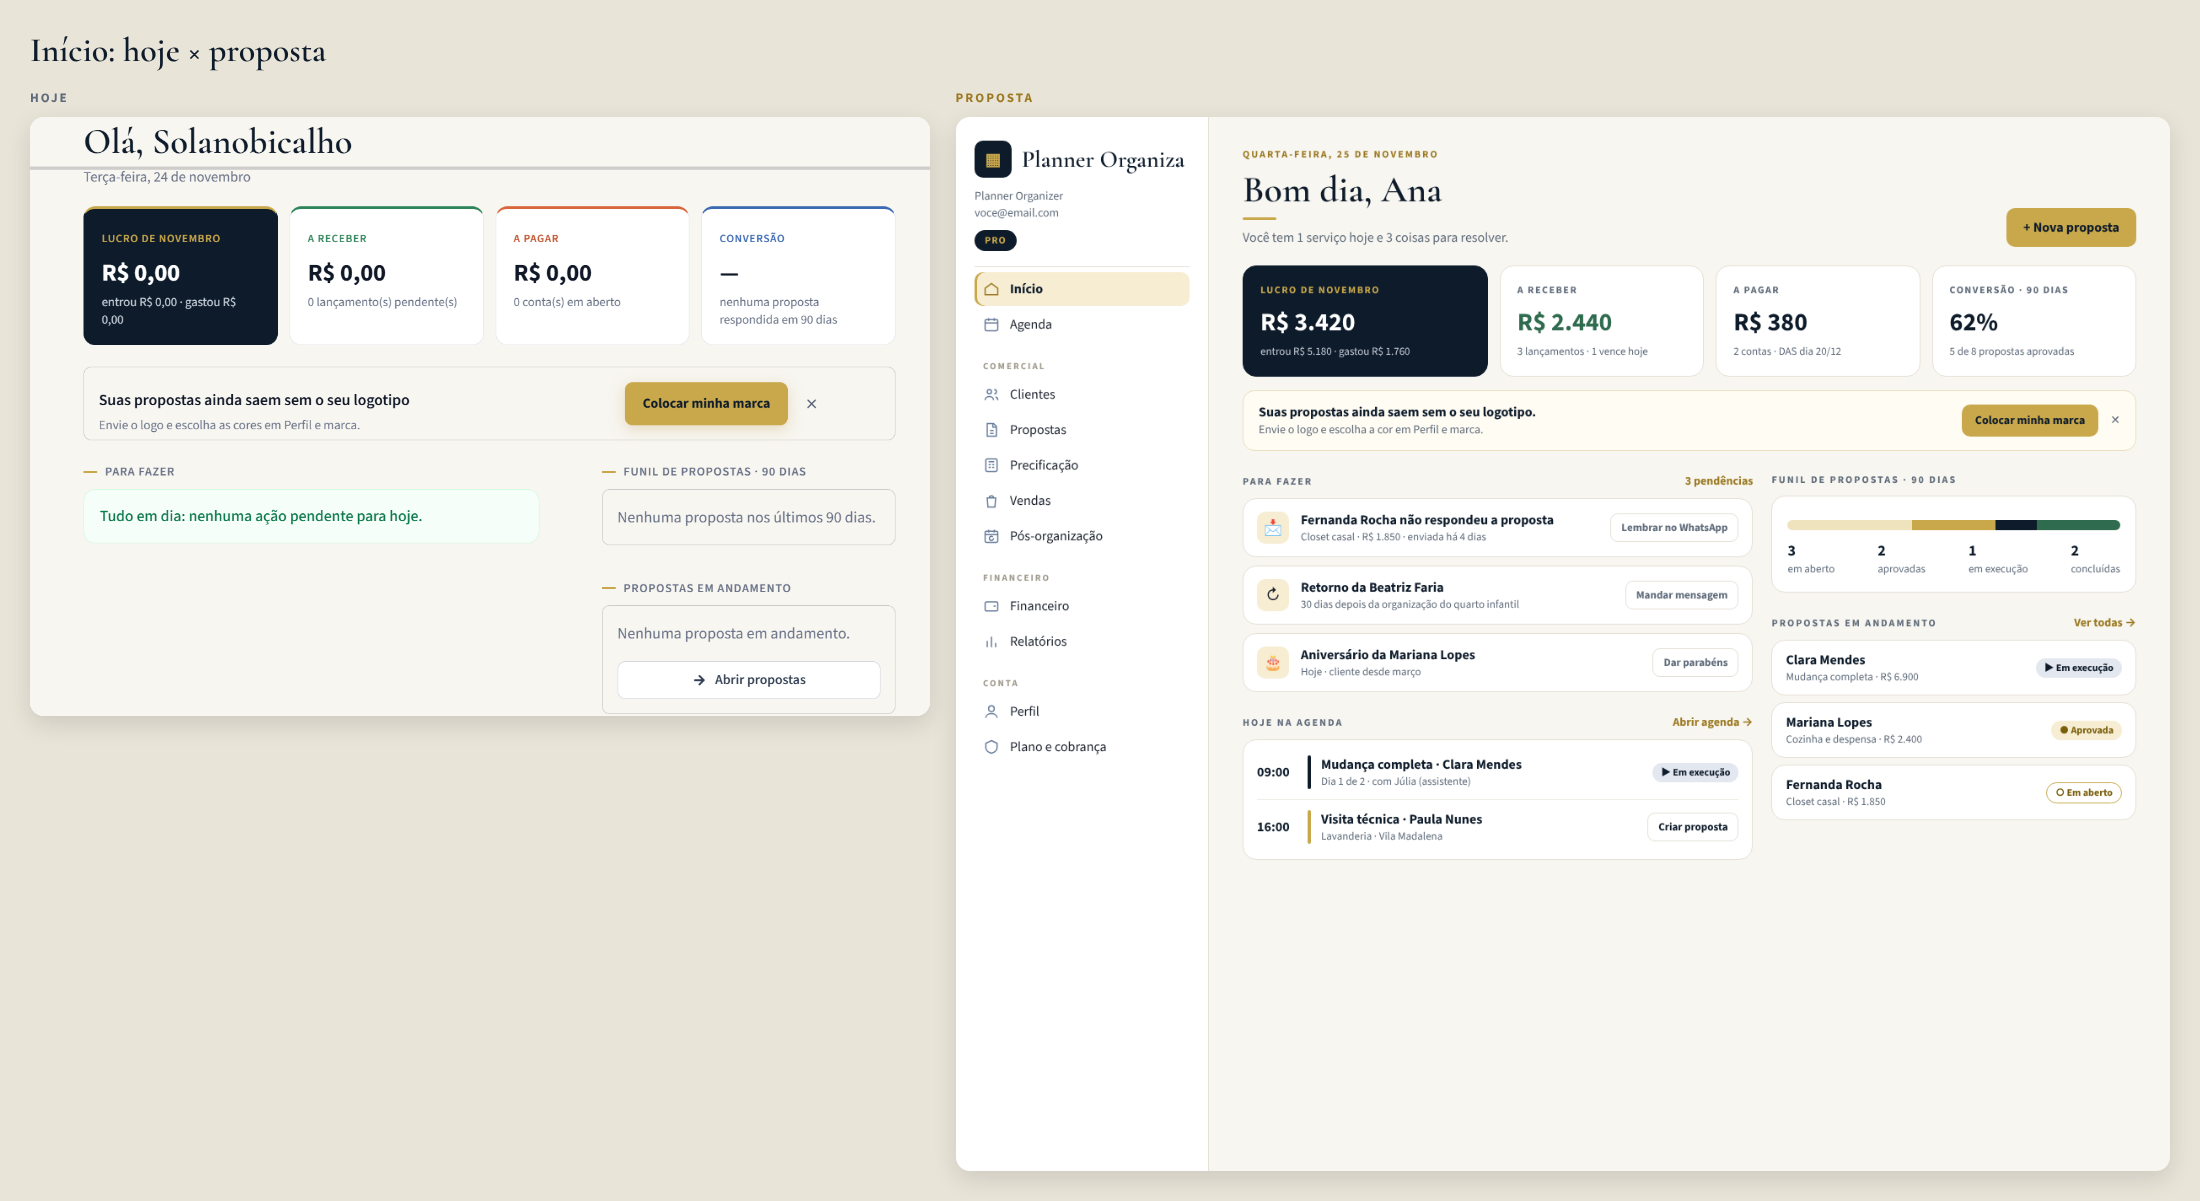 Início: hoje × proposta
HOJE
Olá, Solanobicalho
Terça-feira, 24 de novembro
LUCRO DE NOVEMBRO
R$ 0,00
entrou R$ 0,00 · gastou R$
0,00
A RECEBER
R$ 0,00
0 lançamento(s) pendente(s)
A PAGAR
R$ 0,00
0 conta(s) em aberto
CONVERSÃO
—
nenhuma proposta
respondida em 90 dias
Suas propostas ainda saem sem o seu logotipo
Envie o logo e escolha as cores em Perfil e marca.
Colocar minha marca
×
PARA FAZER
Tudo em dia: nenhuma ação pendente para hoje.
FUNIL DE PROPOSTAS · 90 DIAS
Nenhuma proposta nos últimos 90 dias.
PROPOSTAS EM ANDAMENTO
Nenhuma proposta em andamento.
→ Abrir propostas
PROPOSTA
Planner Organiza
Planner Organizer
voce@email.com
PRO
Início
Agenda
COMERCIAL
Clientes
Propostas
Precificação
Vendas
Pós-organização
FINANCEIRO
Financeiro
Relatórios
CONTA
Perfil
Plano e cobrança
QUARTA-FEIRA, 25 DE NOVEMBRO
Bom dia, Ana
Você tem 1 serviço hoje e 3 coisas para resolver.
+ Nova proposta
LUCRO DE NOVEMBRO
R$ 3.420
entrou R$ 5.180 · gastou R$ 1.760
A RECEBER
R$ 2.440
3 lançamentos · 1 vence hoje
A PAGAR
R$ 380
2 contas · DAS dia 20/12
CONVERSÃO · 90 DIAS
62%
5 de 8 propostas aprovadas
Suas propostas ainda saem sem o seu logotipo.
Envie o logo e escolha a cor em Perfil e marca.
Colocar minha marca
×
PARA FAZER
3 pendências
Fernanda Rocha não respondeu a proposta
Closet casal · R$ 1.850 · enviada há 4 dias
Lembrar no WhatsApp
Retorno da Beatriz Faria
30 dias depois da organização do quarto infantil
Mandar mensagem
Aniversário da Mariana Lopes
Hoje · cliente desde março
Dar parabéns
HOJE NA AGENDA
Abrir agenda →
09:00
Mudança completa · Clara Mendes
Dia 1 de 2 · com Júlia (assistente)
▶ Em execução
16:00
Visita técnica · Paula Nunes
Lavanderia · Vila Madalena
Criar proposta
FUNIL DE PROPOSTAS · 90 DIAS
3
em aberto
2
aprovadas
1
em execução
2
concluídas
PROPOSTAS EM ANDAMENTO
Ver todas →
Clara Mendes
Mudança completa · R$ 6.900
▶ Em execução
Mariana Lopes
Cozinha e despensa · R$ 2.400
● Aprovada
Fernanda Rocha
Closet casal · R$ 1.850
○ Em aberto